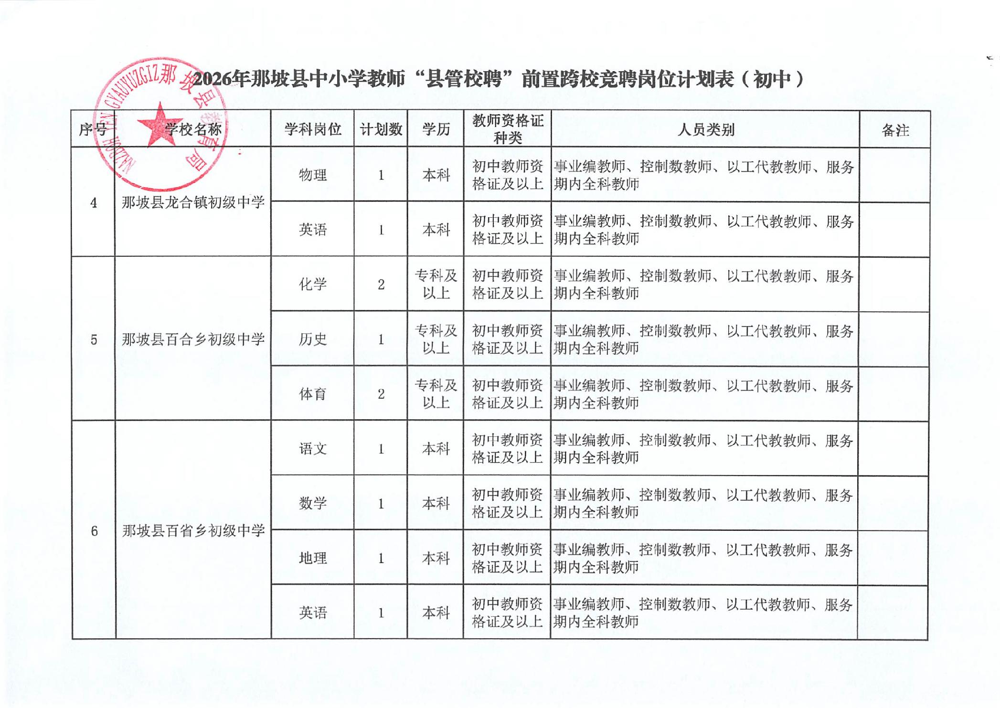 2026年那坡县中小学教师“县管校聘”前置跨校竞聘岗位计划表（初中）
NAZBOH YEN GYAUYUZGIZ那坡县教育局
序号 学校名称 学科岗位 计划数 学历 教师资格证种类 人员类别 备注
4 那坡县龙合镇初级中学
物理 1 本科 初中教师资格证及以上 事业编教师、控制数教师、以工代教教师、服务期内全科教师
英语 1 本科 初中教师资格证及以上 事业编教师、控制数教师、以工代教教师、服务期内全科教师
5 那坡县百合乡初级中学
化学 2 专科及以上 初中教师资格证及以上 事业编教师、控制数教师、以工代教教师、服务期内全科教师
历史 1 专科及以上 初中教师资格证及以上 事业编教师、控制数教师、以工代教教师、服务期内全科教师
体育 2 专科及以上 初中教师资格证及以上 事业编教师、控制数教师、以工代教教师、服务期内全科教师
6 那坡县百省乡初级中学
语文 1 本科 初中教师资格证及以上 事业编教师、控制数教师、以工代教教师、服务期内全科教师
数学 1 本科 初中教师资格证及以上 事业编教师、控制数教师、以工代教教师、服务期内全科教师
地理 1 本科 初中教师资格证及以上 事业编教师、控制数教师、以工代教教师、服务期内全科教师
英语 1 本科 初中教师资格证及以上 事业编教师、控制数教师、以工代教教师、服务期内全科教师